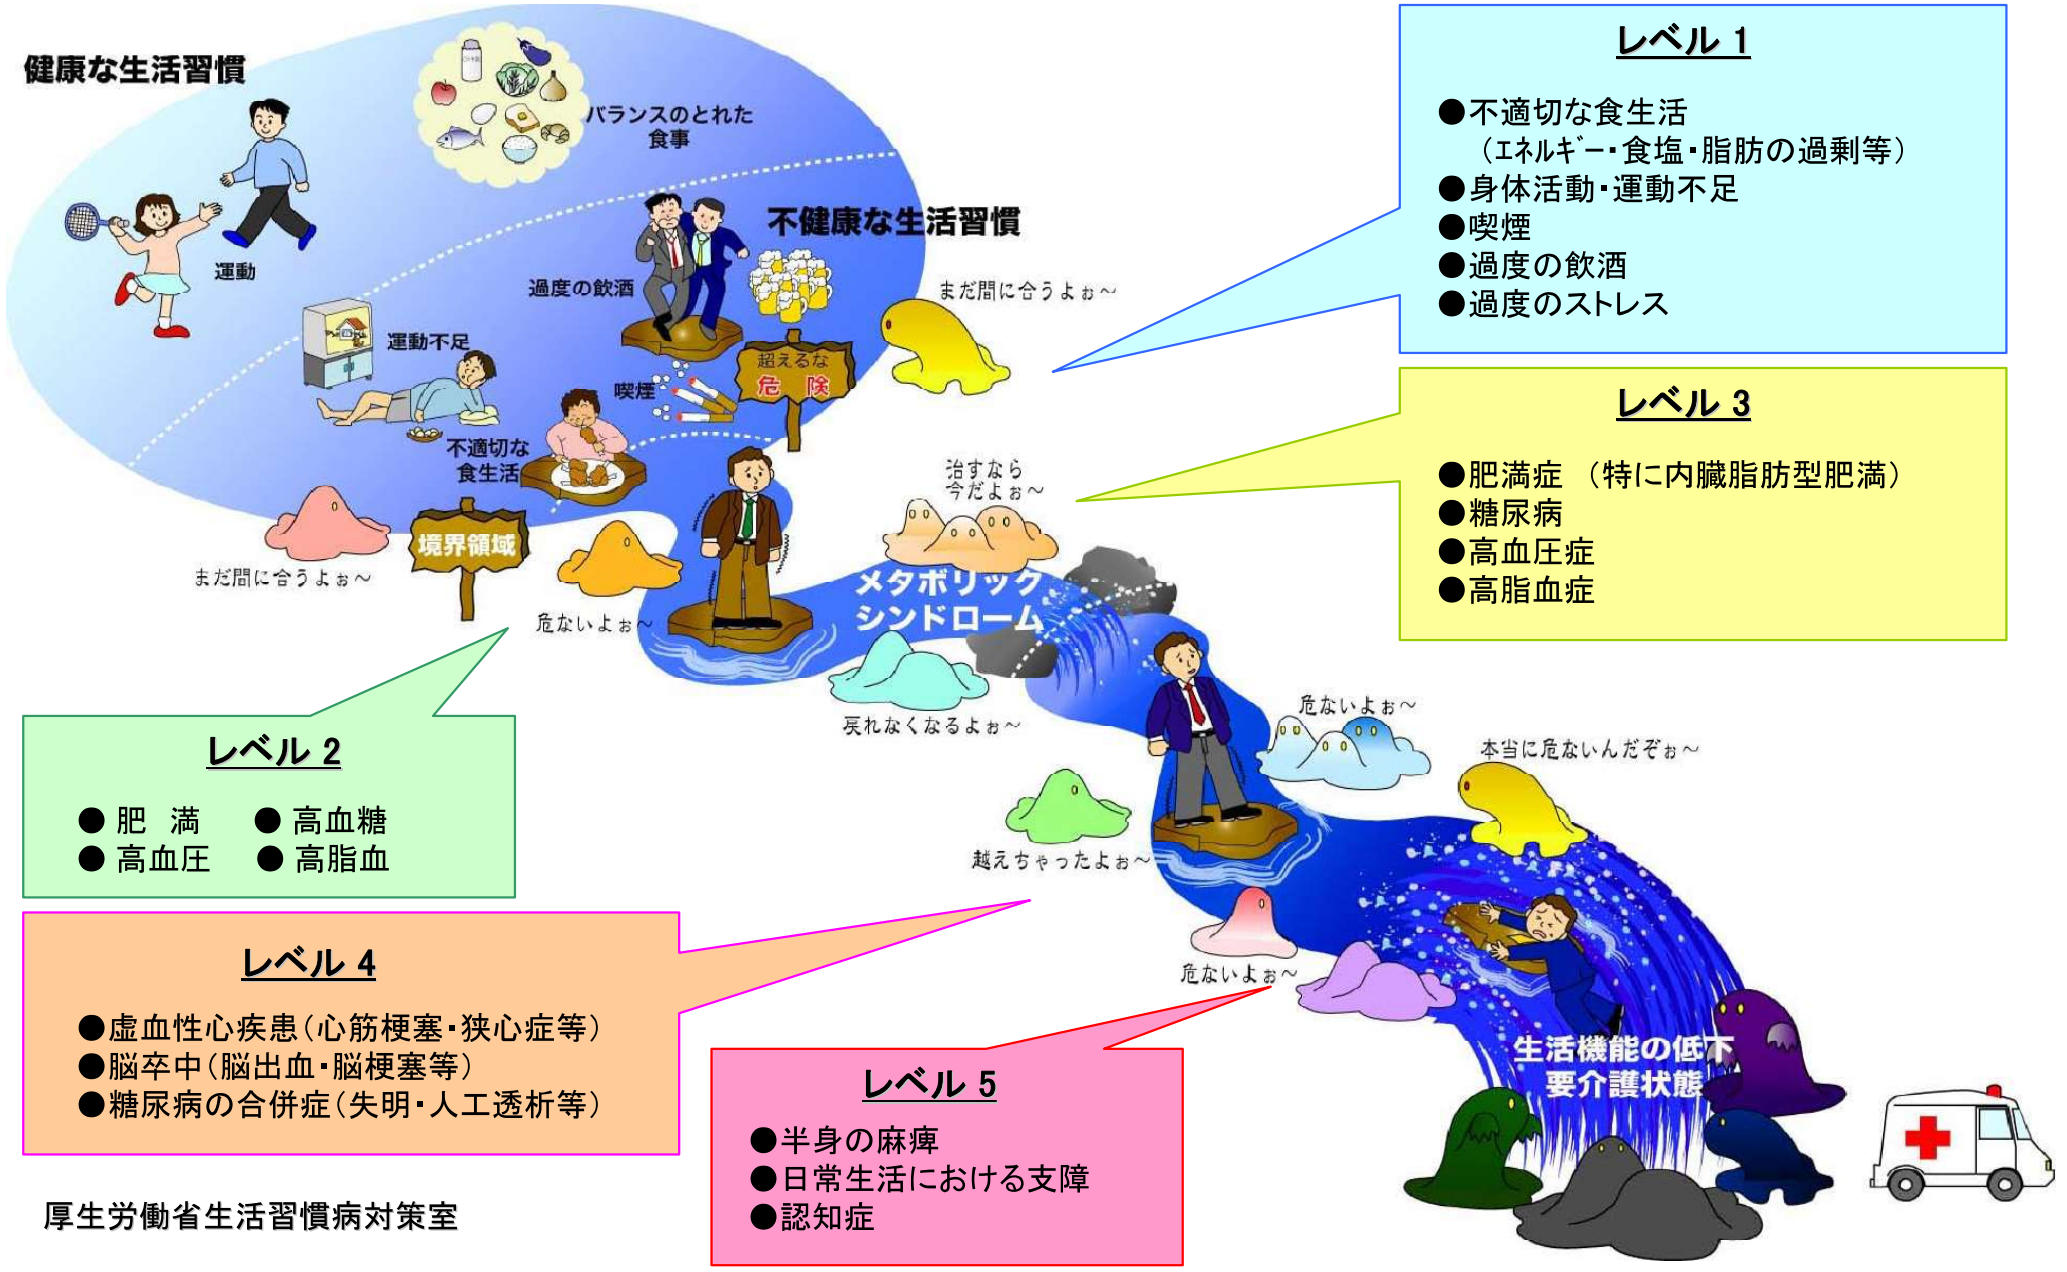 健康な生活習慣
バランスのとれた
食事
運動
不健康な生活習慣
過度の飲酒
運動不足
喫煙
超えるな
危　険
不適切な
食生活
まだ間に合うよぉ～
まだ間に合うよぉ～
境界領域
危ないよぉ～
治すなら
今だよぉ～
メタボリック
シンドローム
戻れなくなるよぉ～
危ないよぉ～
本当に危ないんだぞぉ～
越えちゃったよぉ～
危ないよぉ～
生活機能の低下
要介護状態
レベル 1
●不適切な食生活
（ｴﾈﾙｷﾞｰ・食塩・脂肪の過剰等）
●身体活動・運動不足
●喫煙
●過度の飲酒
●過度のストレス
レベル 2
● 肥　満　● 高血糖
● 高血圧　● 高脂血
レベル 3
●肥満症 （特に内臓脂肪型肥満）
●糖尿病
●高血圧症
●高脂血症
レベル 4
●虚血性心疾患（心筋梗塞・狭心症等）
●脳卒中（脳出血・脳梗塞等）
●糖尿病の合併症（失明・人工透析等）
レベル 5
●半身の麻痺
●日常生活における支障
●認知症
厚生労働省生活習慣病対策室